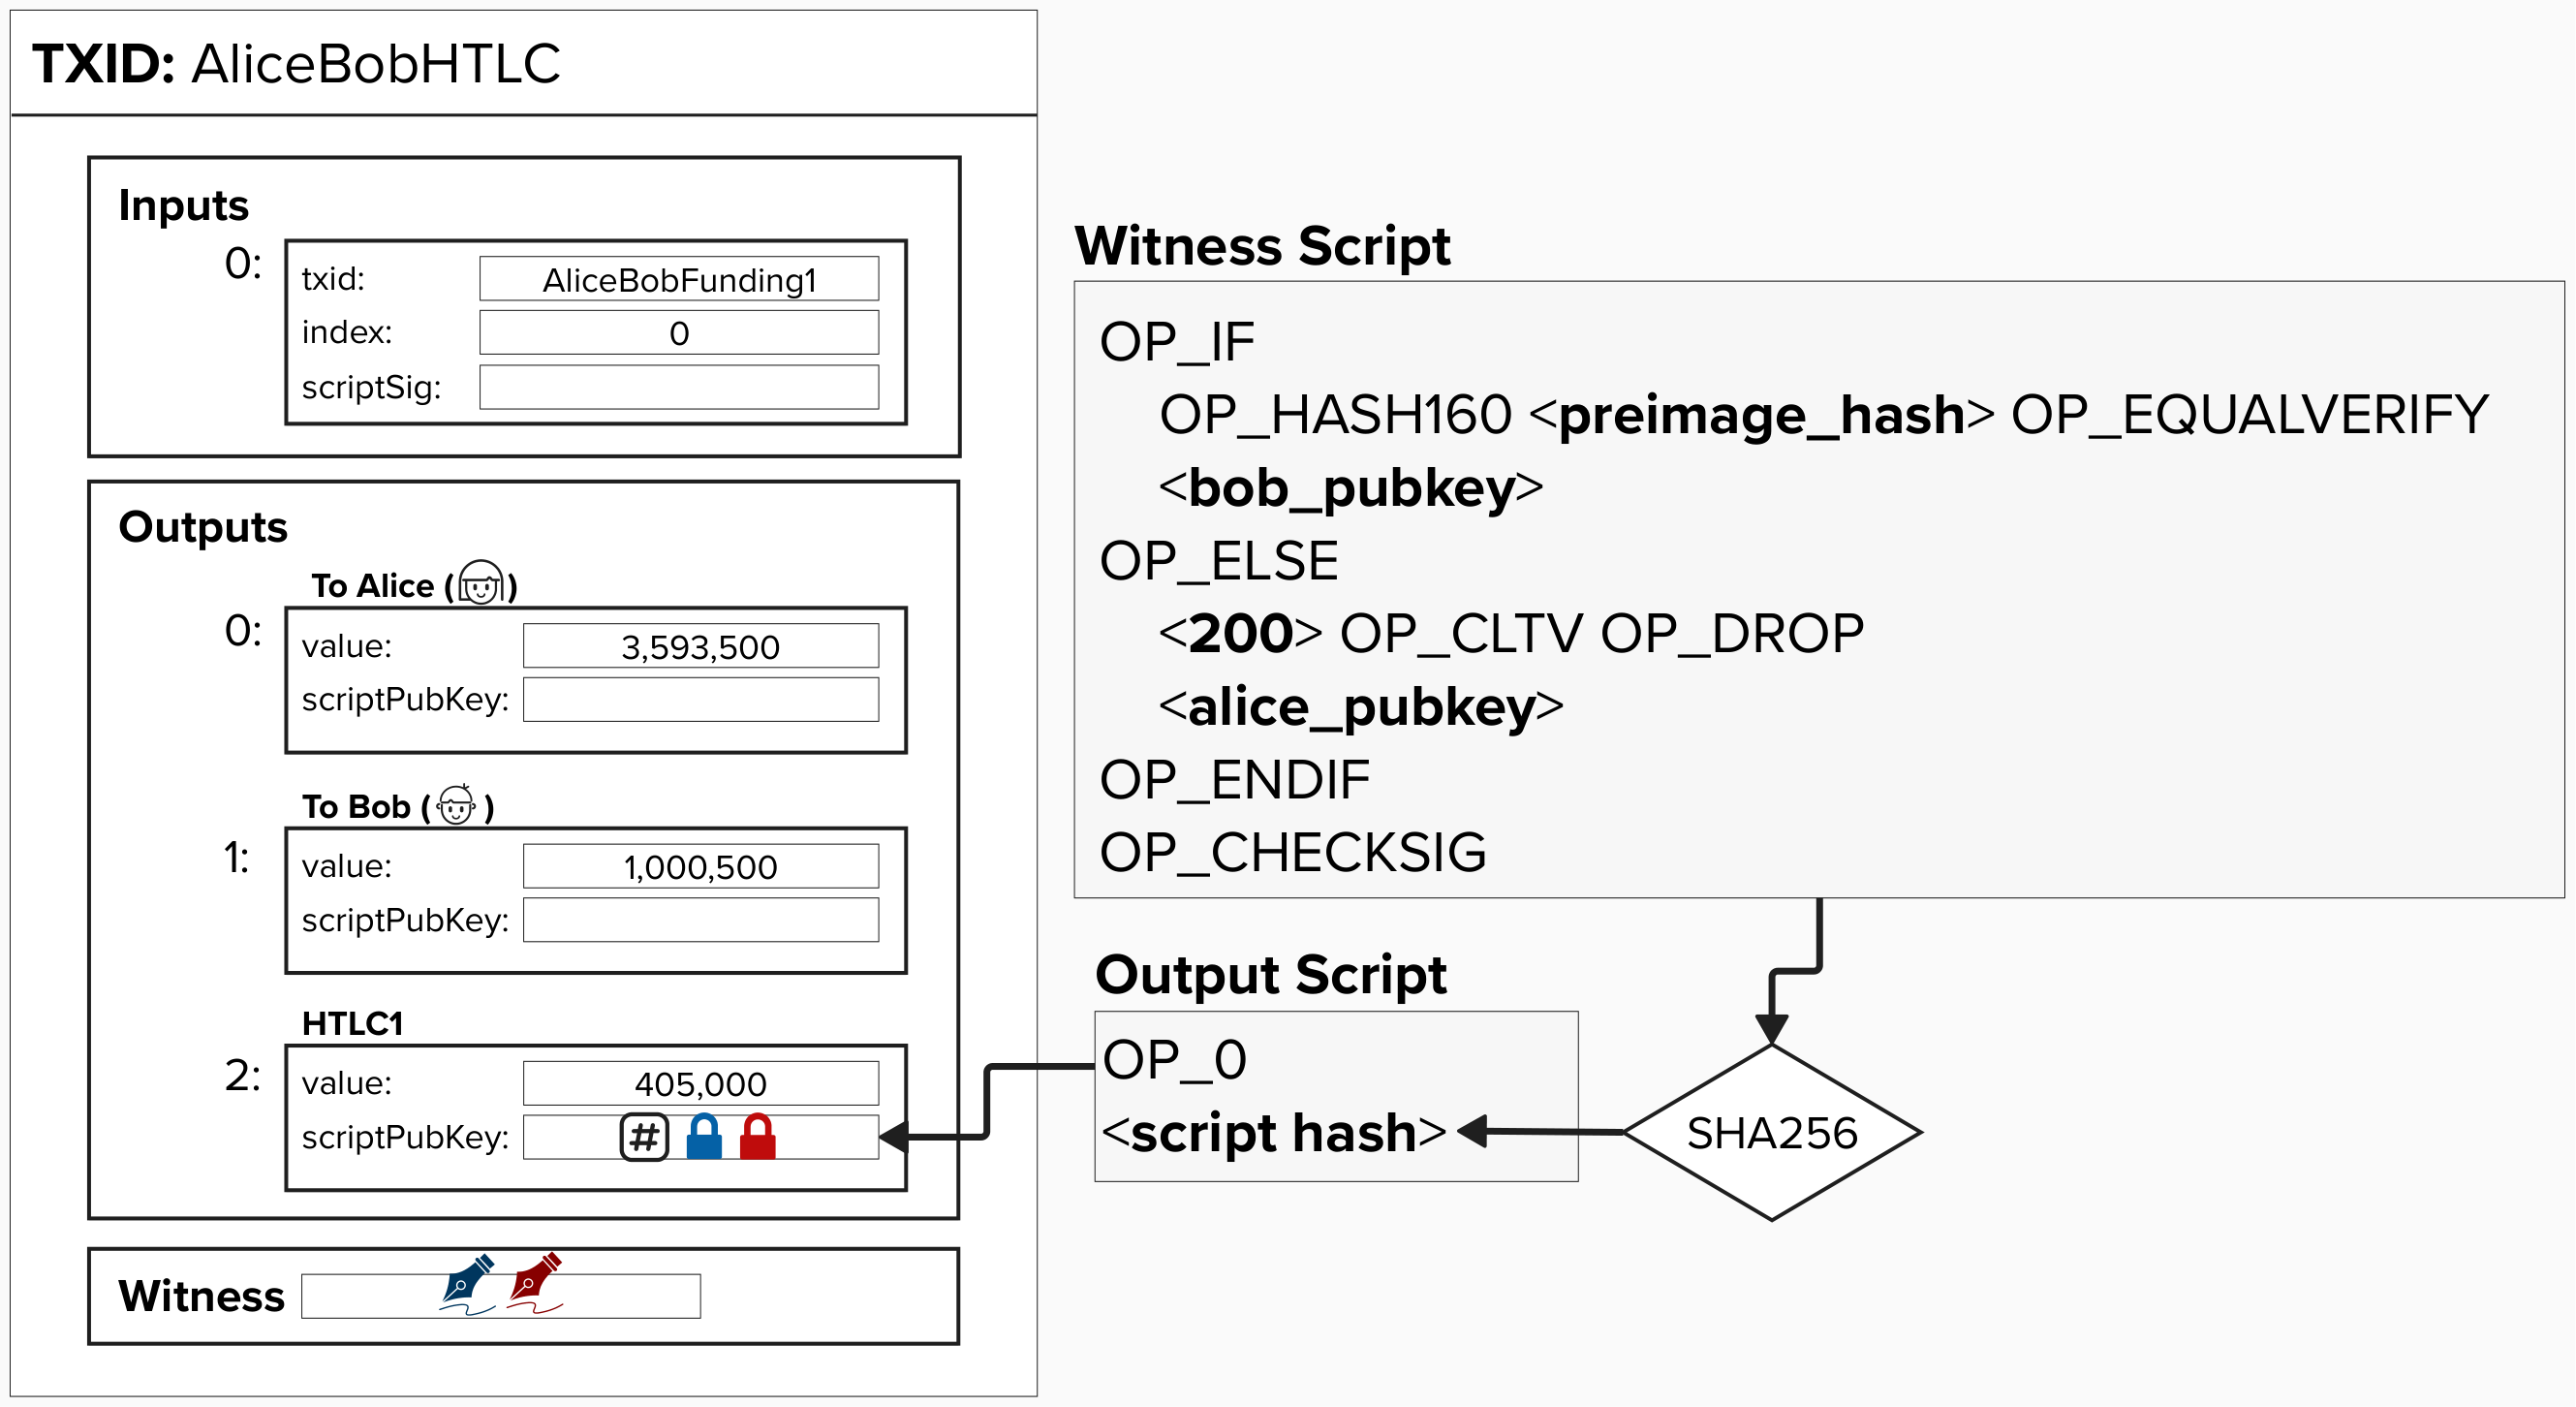 TXID: AliceBobHTLC
Inputs
0:
txid: AliceBobFunding1
index: 0
scriptSig:
Outputs
To Alice ( )
0:
value: 3,593,500
scriptPubKey:
To Bob ( )
1:
value: 1,000,500
scriptPubKey:
HTLC1
2:
value: 405,000
scriptPubKey: #
Witness
Witness Script
OP_IF
OP_HASH160 <preimage_hash> OP_EQUALVERIFY
<bob_pubkey>
OP_ELSE
<200> OP_CLTV OP_DROP
<alice_pubkey>
OP_ENDIF
OP_CHECKSIG
Output Script
OP_0
<script hash>
SHA256